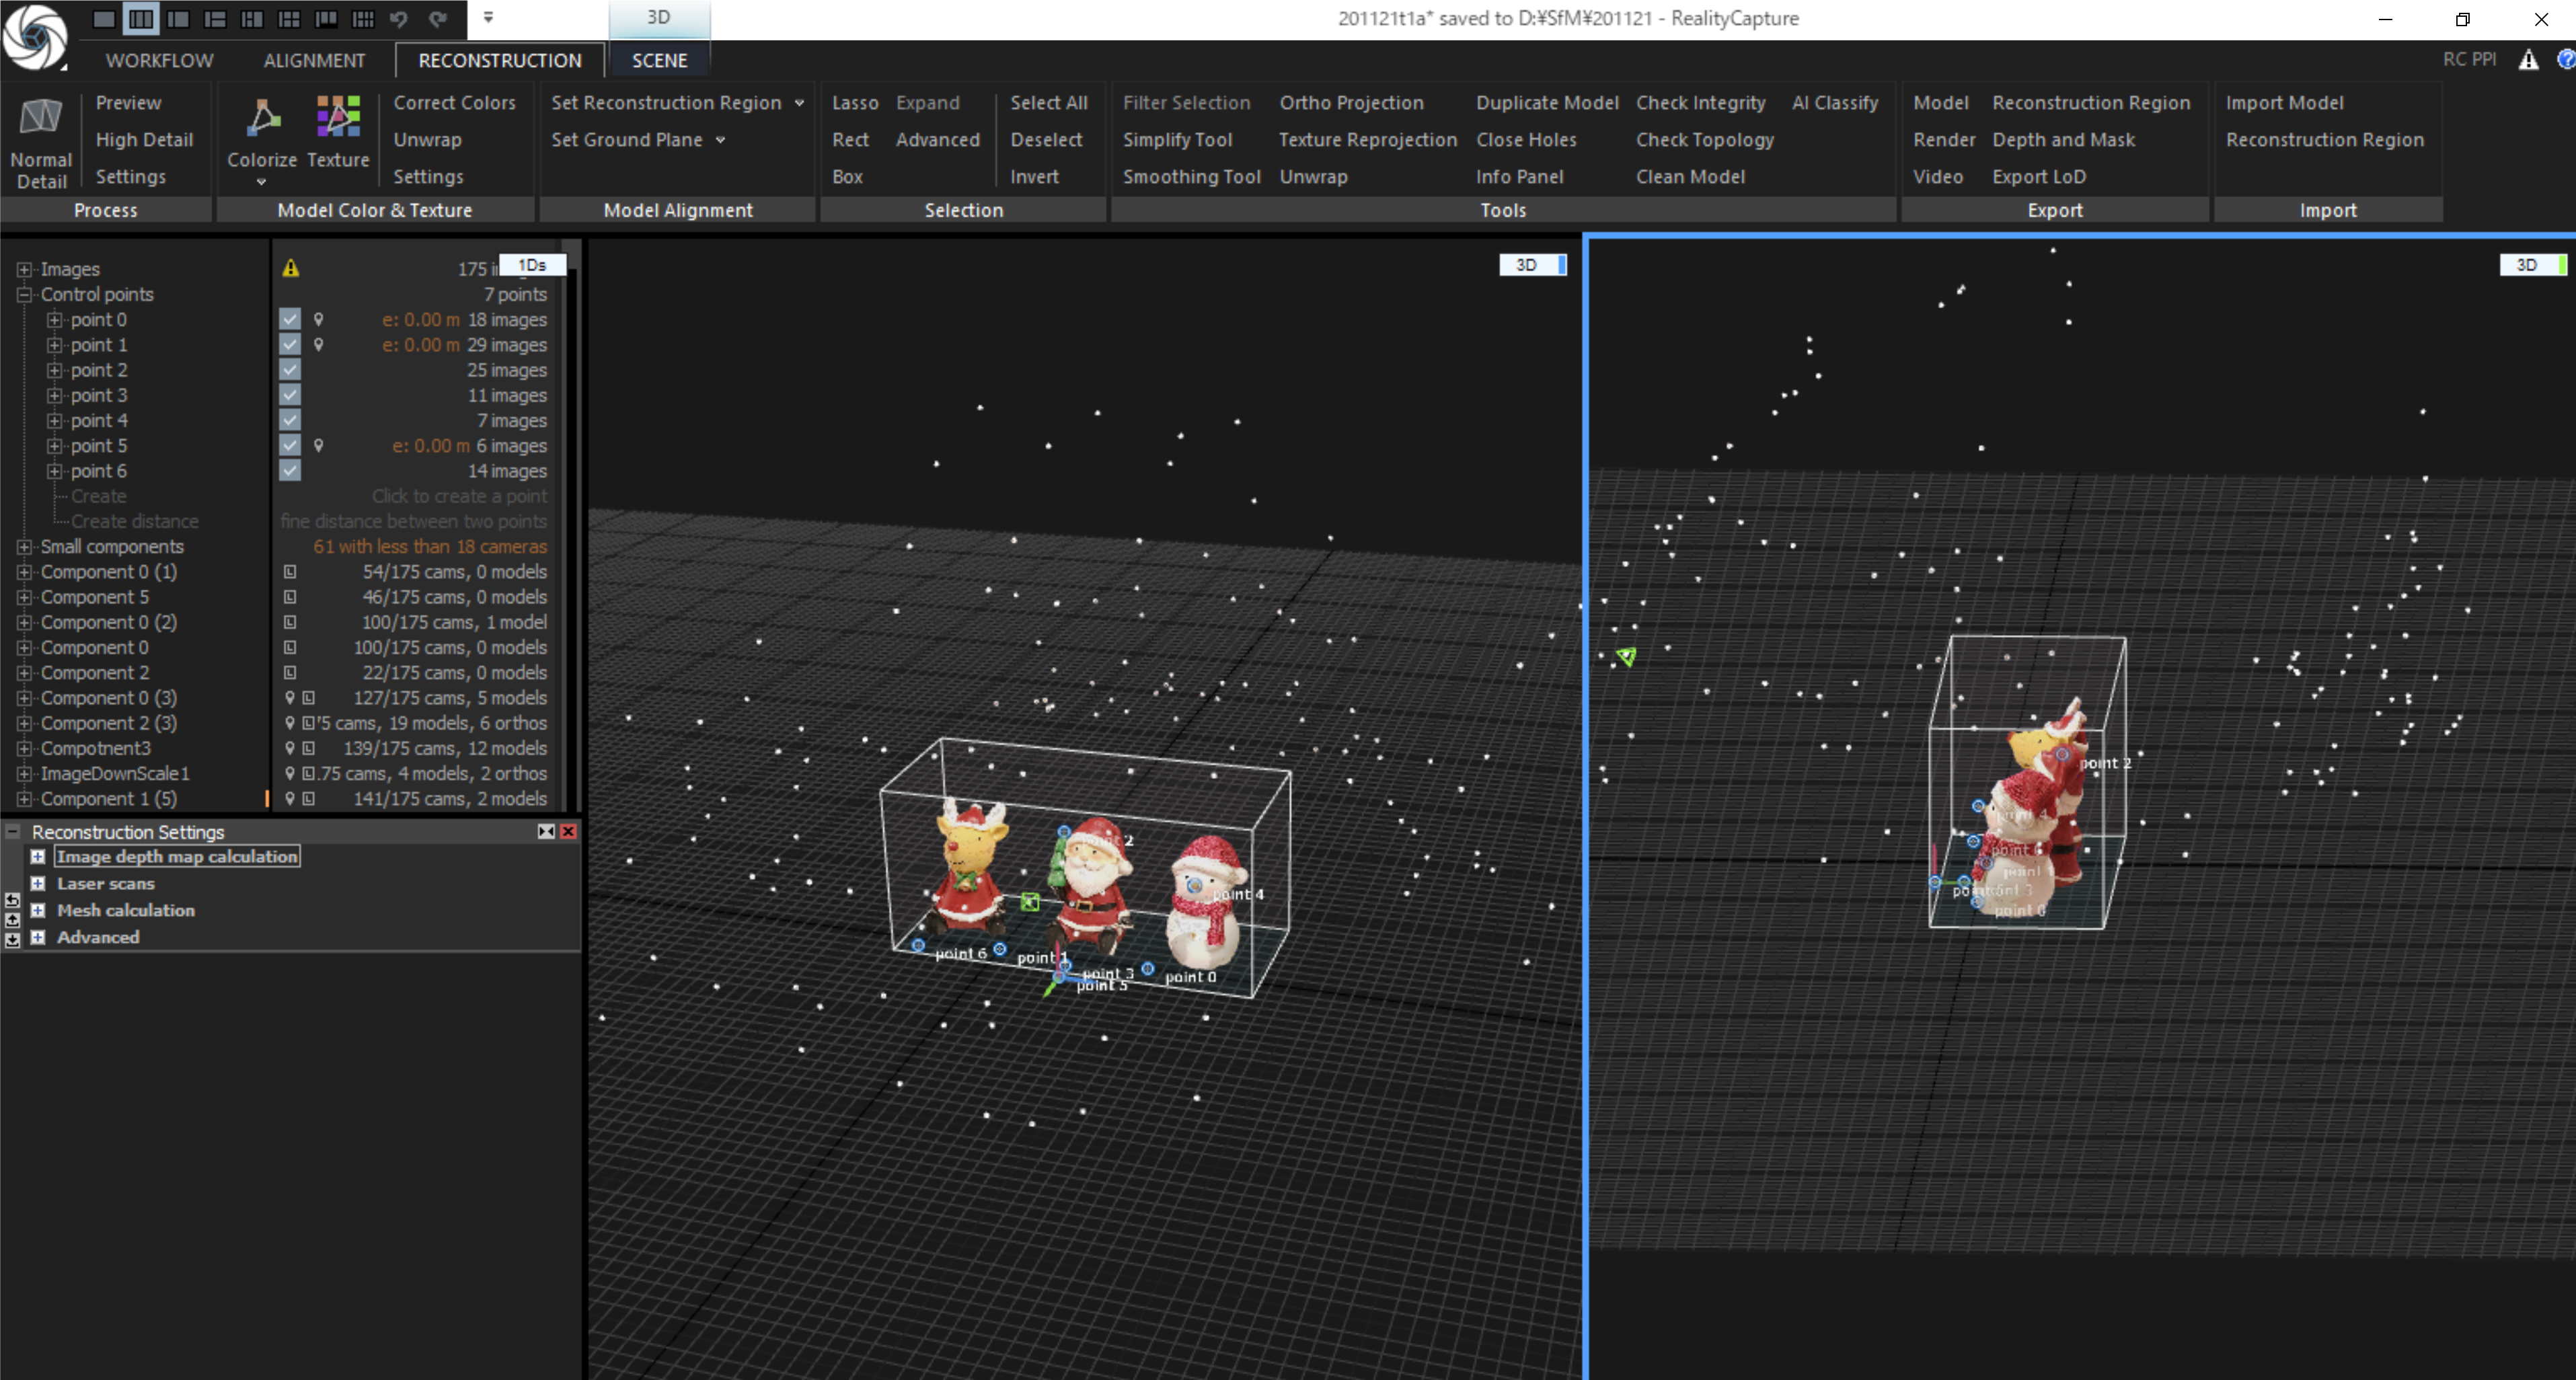 3D
201121t1a* saved to D:¥SfM¥201121 - RealityCapture
WORKFLOW ALIGNMENT RECONSTRUCTION SCENE
RC PPI
Normal Detail
Preview
High Detail
Settings
Process
Colorize Texture
Correct Colors
Unwrap
Settings
Model Color & Texture
Set Reconstruction Region
Set Ground Plane
Model Alignment
Lasso Expand Select All
Rect Advanced Deselect
Box Invert
Selection
Filter Selection Ortho Projection Duplicate Model Check Integrity AI Classify
Simplify Tool Texture Reprojection Close Holes Check Topology
Smoothing Tool Unwrap Info Panel Clean Model
Tools
Model Reconstruction Region
Render Depth and Mask
Video Export LoD
Export
Import Model
Reconstruction Region
Import
1Ds
Images 175 i
Control points 7 points
point 0 e: 0.00 m 18 images
point 1 e: 0.00 m 29 images
point 2 25 images
point 3 11 images
point 4 7 images
point 5 e: 0.00 m 6 images
point 6 14 images
Create Click to create a point
Create distance fine distance between two points
Small components 61 with less than 18 cameras
Component 0 (1) 54/175 cams, 0 models
Component 5 46/175 cams, 0 models
Component 0 (2) 100/175 cams, 1 model
Component 0 100/175 cams, 0 models
Component 2 22/175 cams, 0 models
Component 0 (3) 127/175 cams, 5 models
Component 2 (3) '5 cams, 19 models, 6 orthos
Compotnent3 139/175 cams, 12 models
ImageDownScale1 .75 cams, 4 models, 2 orthos
Component 1 (5) 141/175 cams, 2 models
Reconstruction Settings
Image depth map calculation
Laser scans
Mesh calculation
Advanced
3D
2
point 4
point 6
point 1
point 3
point 5
point 0
3D
point 2
point 0